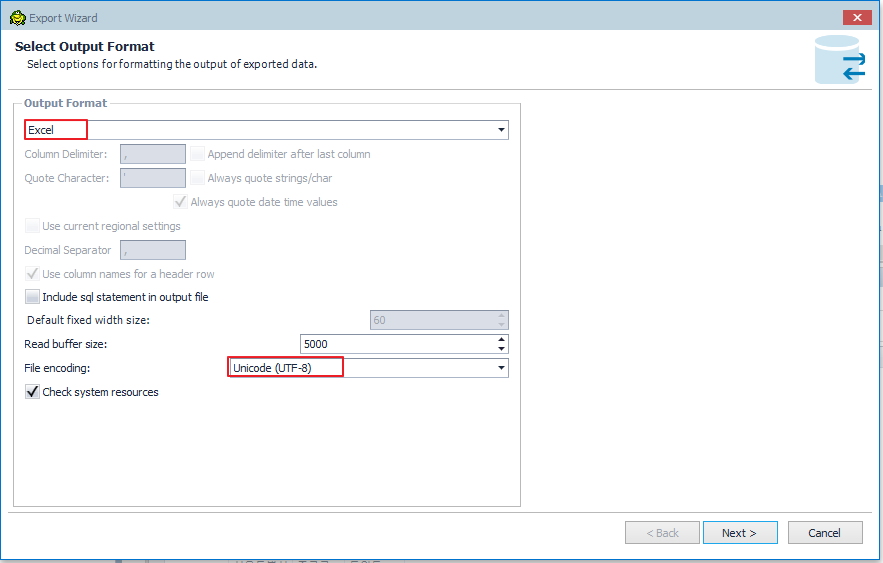 Export Wizard
Select Output Format
Select options for formatting the output of exported data.
Output Format
Excel
Column Delimiter: , Append delimiter after last column
Quote Character: ' Always quote strings/char
Always quote date time values
Use current regional settings
Decimal Separator ,
Use column names for a header row
Include sql statement in output file
Default fixed width size: 60
Read buffer size: 5000
File encoding: Unicode (UTF-8)
Check system resources
< Back Next > Cancel